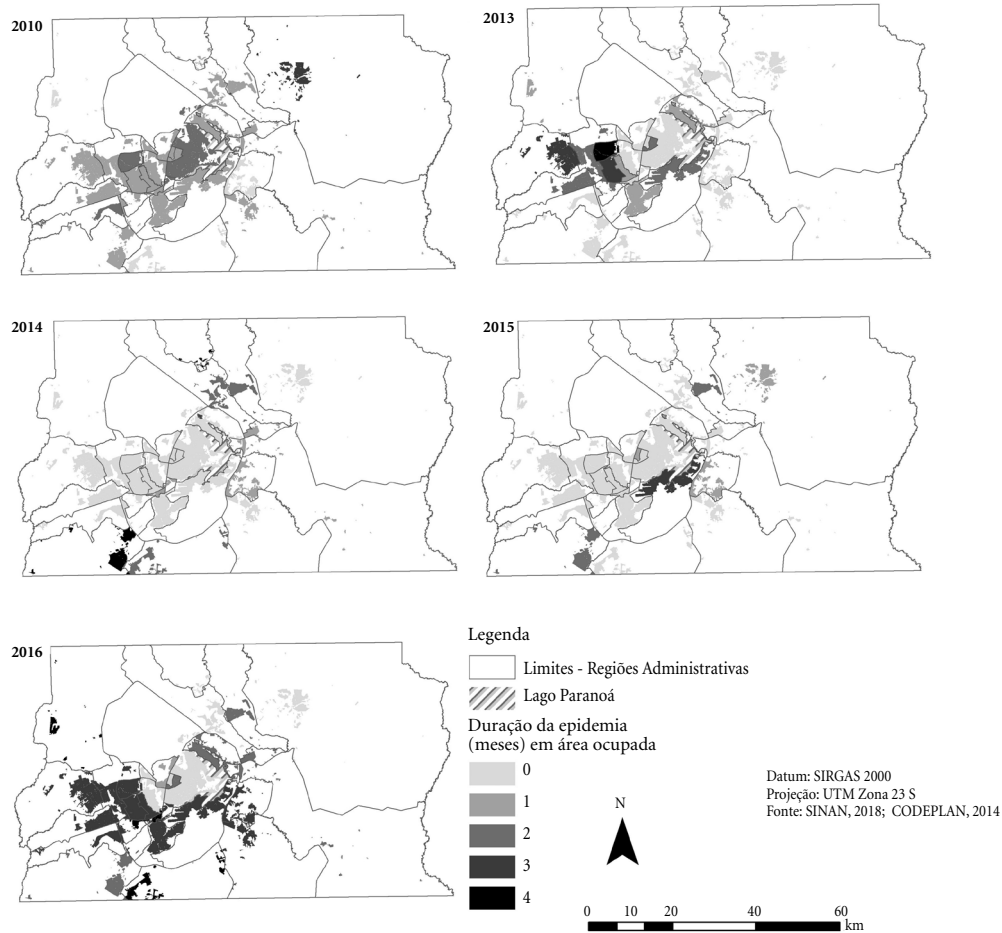 2010
2013
2014
2015
2016
Legenda
Limites - Regiões Administrativas
Lago Paranoá
Duração da epidemia
(meses) em área ocupada
0
1
2
3
4
N
Datum: SIRGAS 2000
Projeção: UTM Zona 23 S
Fonte: SINAN, 2018; CODEPLAN, 2014
0 10 20 40 60
km